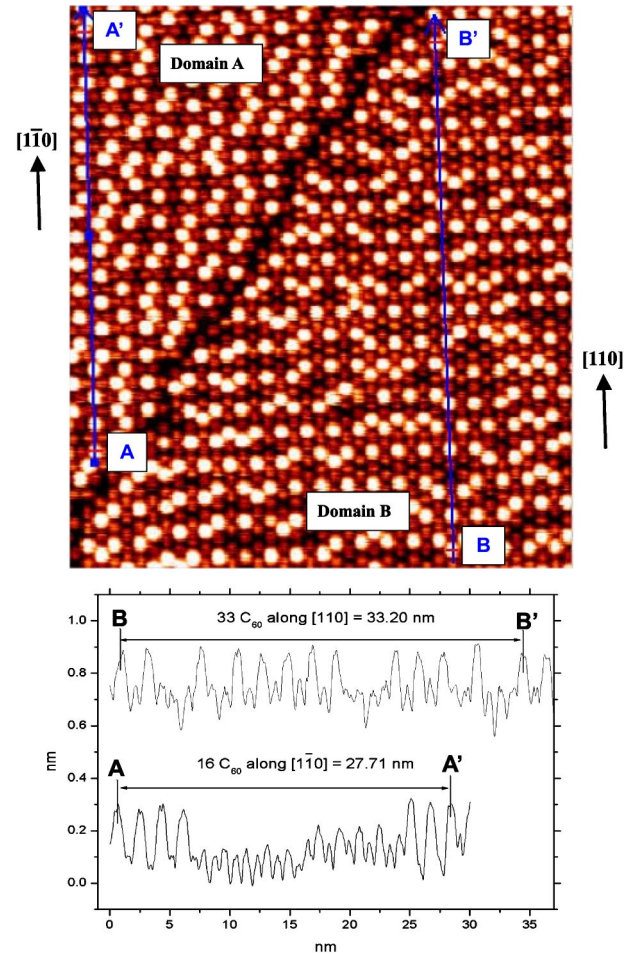 A'
B'
Domain A
[11̄0]
[110]
A
Domain B
B
B
33 C₆₀ along [110] = 33.20 nm
B'
A
16 C₆₀ along [11̄0] = 27.71 nm
A'
1.0
0.8
0.6
0.4
0.2
0.0
nm
0 5 10 15 20 25 30 35
nm